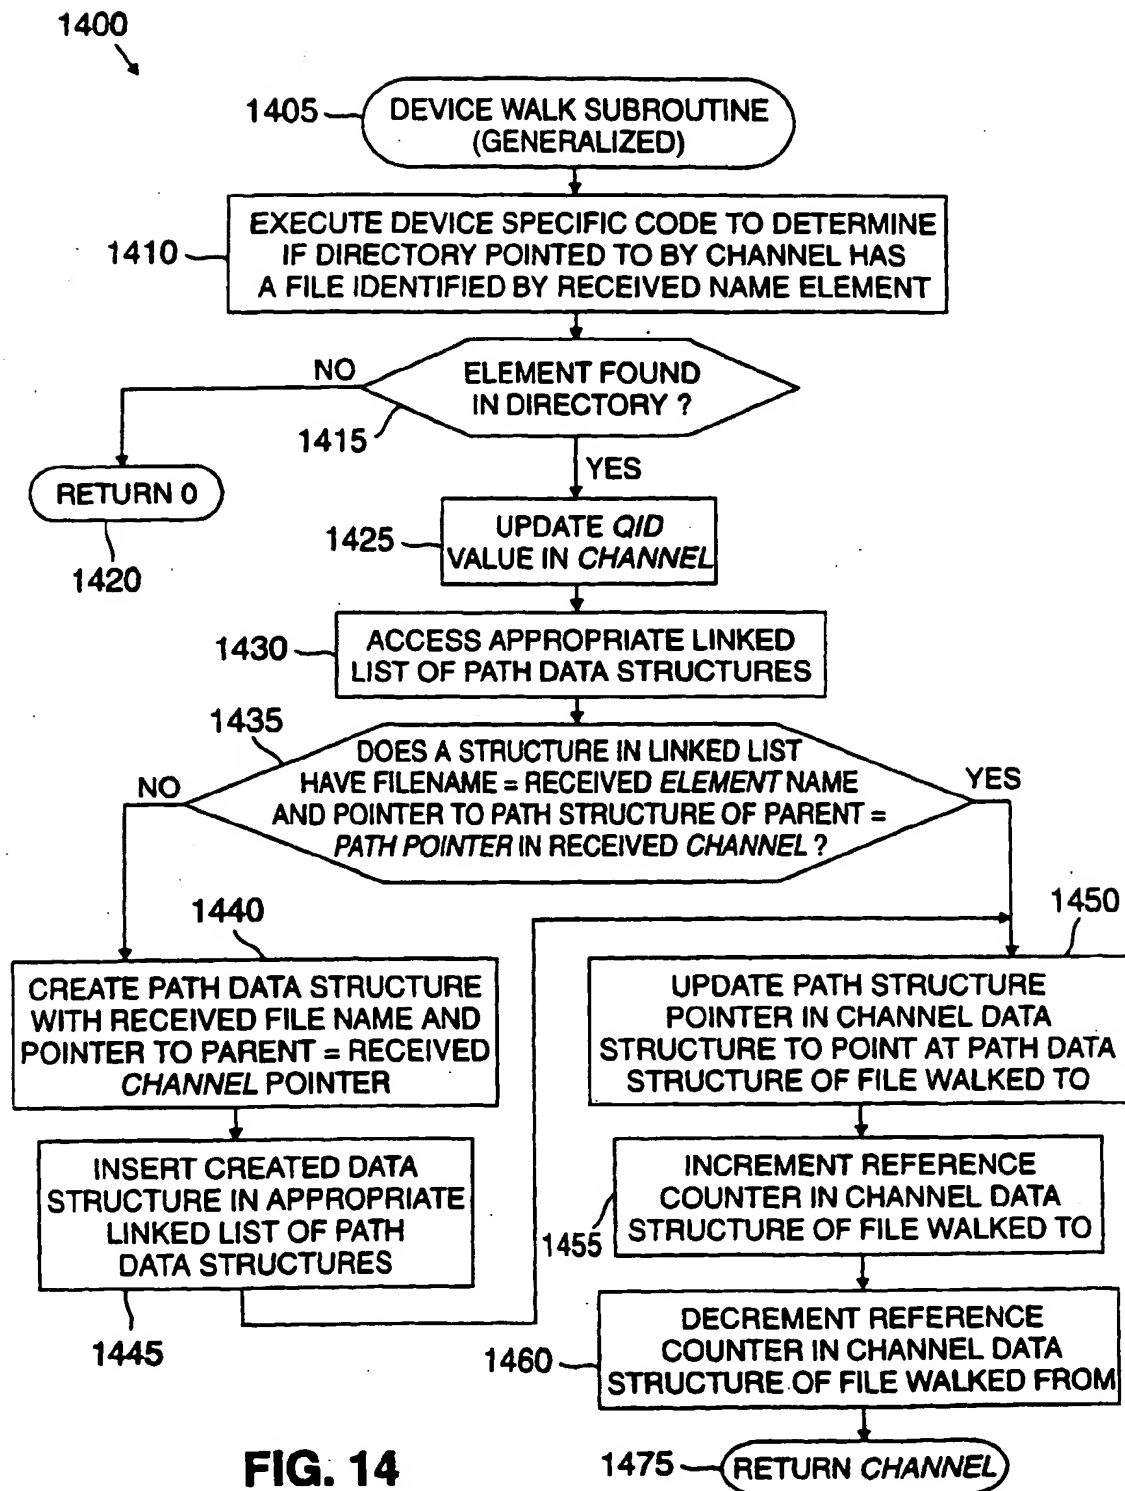 1400
1405
DEVICE WALK SUBROUTINE
(GENERALIZED)
1410
EXECUTE DEVICE SPECIFIC CODE TO DETERMINE
IF DIRECTORY POINTED TO BY CHANNEL HAS
A FILE IDENTIFIED BY RECEIVED NAME ELEMENT
NO
ELEMENT FOUND
IN DIRECTORY ?
1415
YES
RETURN 0
1420
1425
UPDATE QID
VALUE IN CHANNEL
1430
ACCESS APPROPRIATE LINKED
LIST OF PATH DATA STRUCTURES
1435
NO
DOES A STRUCTURE IN LINKED LIST
HAVE FILENAME = RECEIVED ELEMENT NAME
AND POINTER TO PATH STRUCTURE OF PARENT =
PATH POINTER IN RECEIVED CHANNEL ?
YES
1440
CREATE PATH DATA STRUCTURE
WITH RECEIVED FILE NAME AND
POINTER TO PARENT = RECEIVED
CHANNEL POINTER
INSERT CREATED DATA
STRUCTURE IN APPROPRIATE
LINKED LIST OF PATH
DATA STRUCTURES
1445
1450
UPDATE PATH STRUCTURE
POINTER IN CHANNEL DATA
STRUCTURE TO POINT AT PATH DATA
STRUCTURE OF FILE WALKED TO
INCREMENT REFERENCE
COUNTER IN CHANNEL DATA
STRUCTURE OF FILE WALKED TO
1455
DECREMENT REFERENCE
COUNTER IN CHANNEL DATA
STRUCTURE OF FILE WALKED FROM
1460
1475
RETURN CHANNEL
FIG. 14